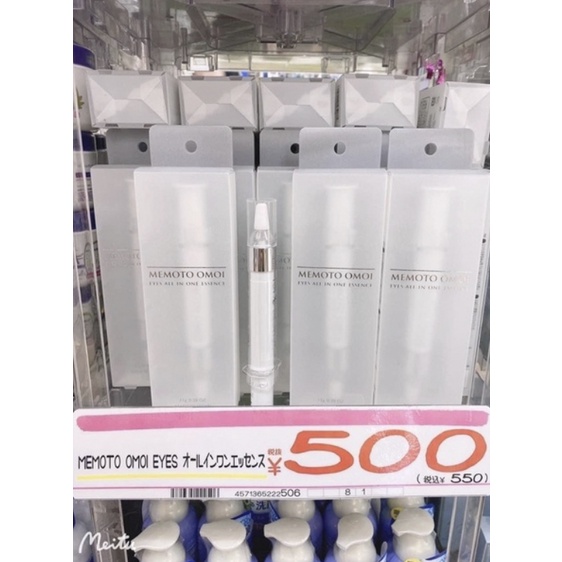 MEMOTO OMOI
EYES ALL IN ONE ESSENCE
MEMOTO OMOI
EYES ALL IN ONE ESSENCE
MEMOTO OMOI
EYES ALL IN ONE ESSENCE
MEMOTO OMOI EYES オールインワンエッセンス
税抜
¥500
(税込¥ 550)
4571365222506
8 1
Meitu